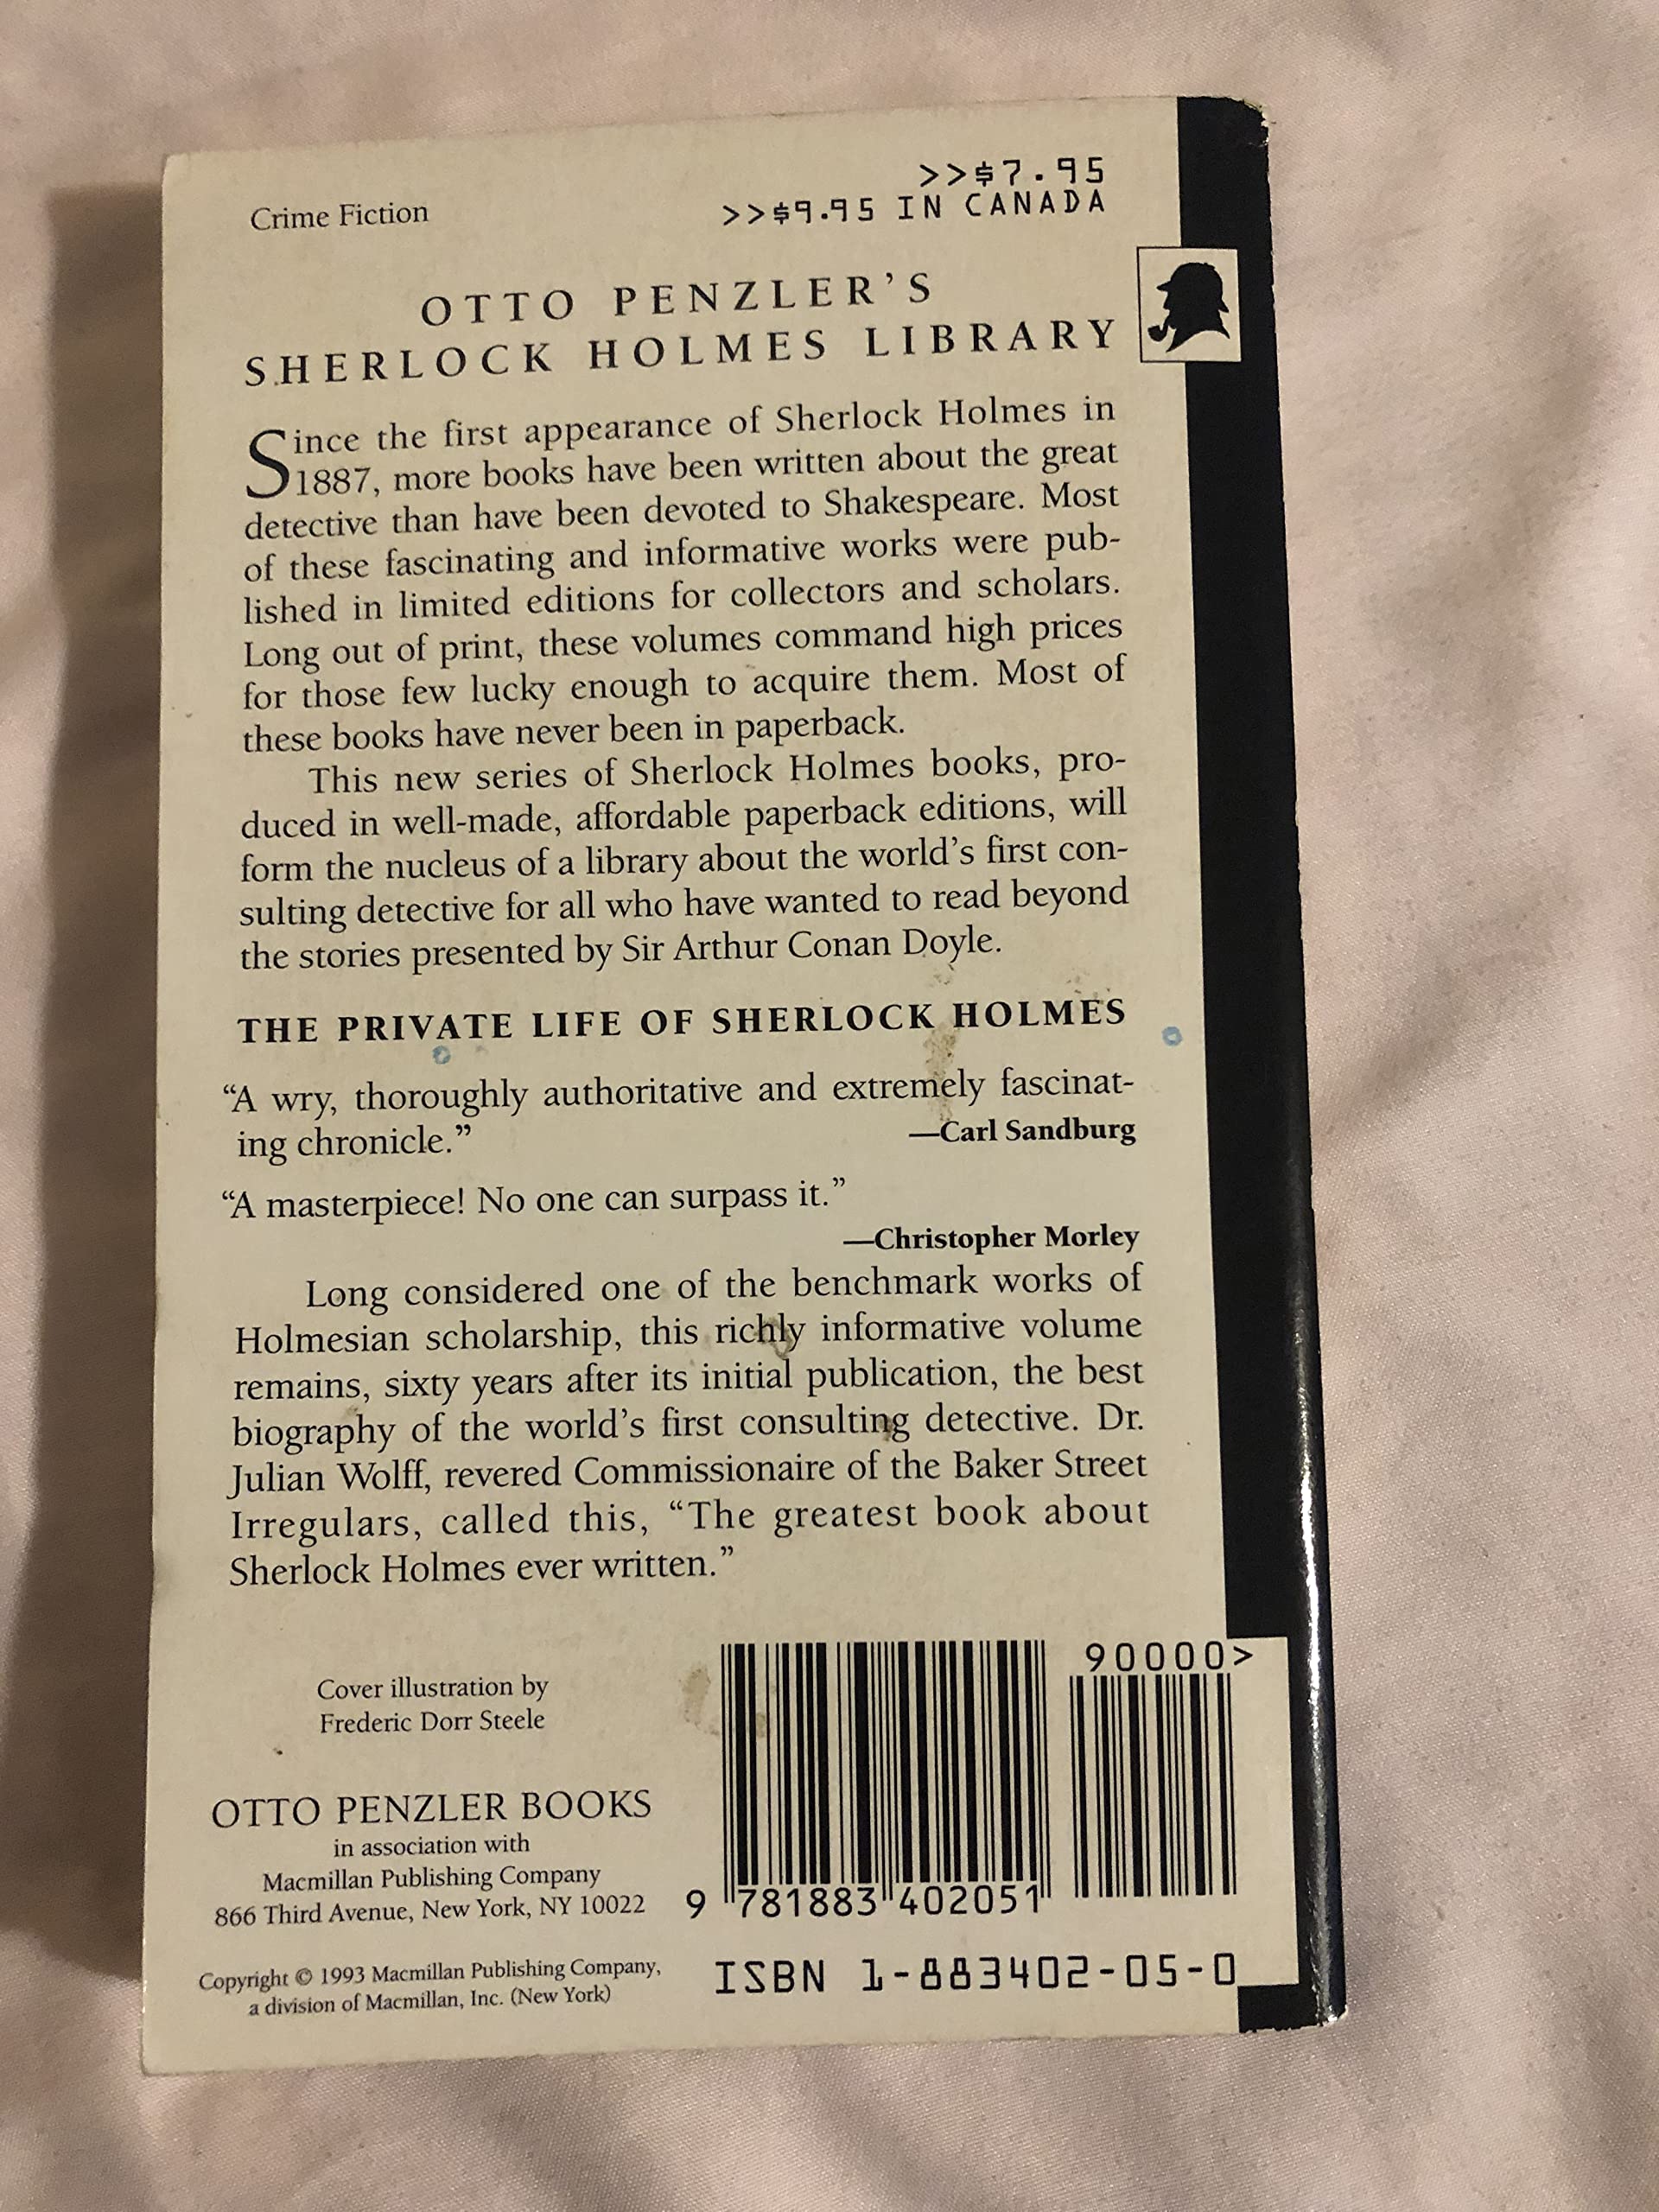 Crime Fiction
>>$7.95
>>$9.95 IN CANADA
OTTO PENZLER'S
SHERLOCK HOLMES LIBRARY
Since the first appearance of Sherlock Holmes in
1887, more books have been written about the great
detective than have been devoted to Shakespeare. Most
of these fascinating and informative works were pub-
lished in limited editions for collectors and scholars.
Long out of print, these volumes command high prices
for those few lucky enough to acquire them. Most of
these books have never been in paperback.
This new series of Sherlock Holmes books, pro-
duced in well-made, affordable paperback editions, will
form the nucleus of a library about the world's first con-
sulting detective for all who have wanted to read beyond
the stories presented by Sir Arthur Conan Doyle.
THE PRIVATE LIFE OF SHERLOCK HOLMES
“A wry, thoroughly authoritative and extremely fascinat-
ing chronicle.” —Carl Sandburg
“A masterpiece! No one can surpass it.”
—Christopher Morley
Long considered one of the benchmark works of
Holmesian scholarship, this richly informative volume
remains, sixty years after its initial publication, the best
biography of the world's first consulting detective. Dr.
Julian Wolff, revered Commissionaire of the Baker Street
Irregulars, called this, “The greatest book about
Sherlock Holmes ever written.”
Cover illustration by
Frederic Dorr Steele
OTTO PENZLER BOOKS
in association with
Macmillan Publishing Company
866 Third Avenue, New York, NY 10022
Copyright © 1993 Macmillan Publishing Company,
a division of Macmillan, Inc. (New York)
90000>
9 781883 402051
ISBN 1-883402-05-0